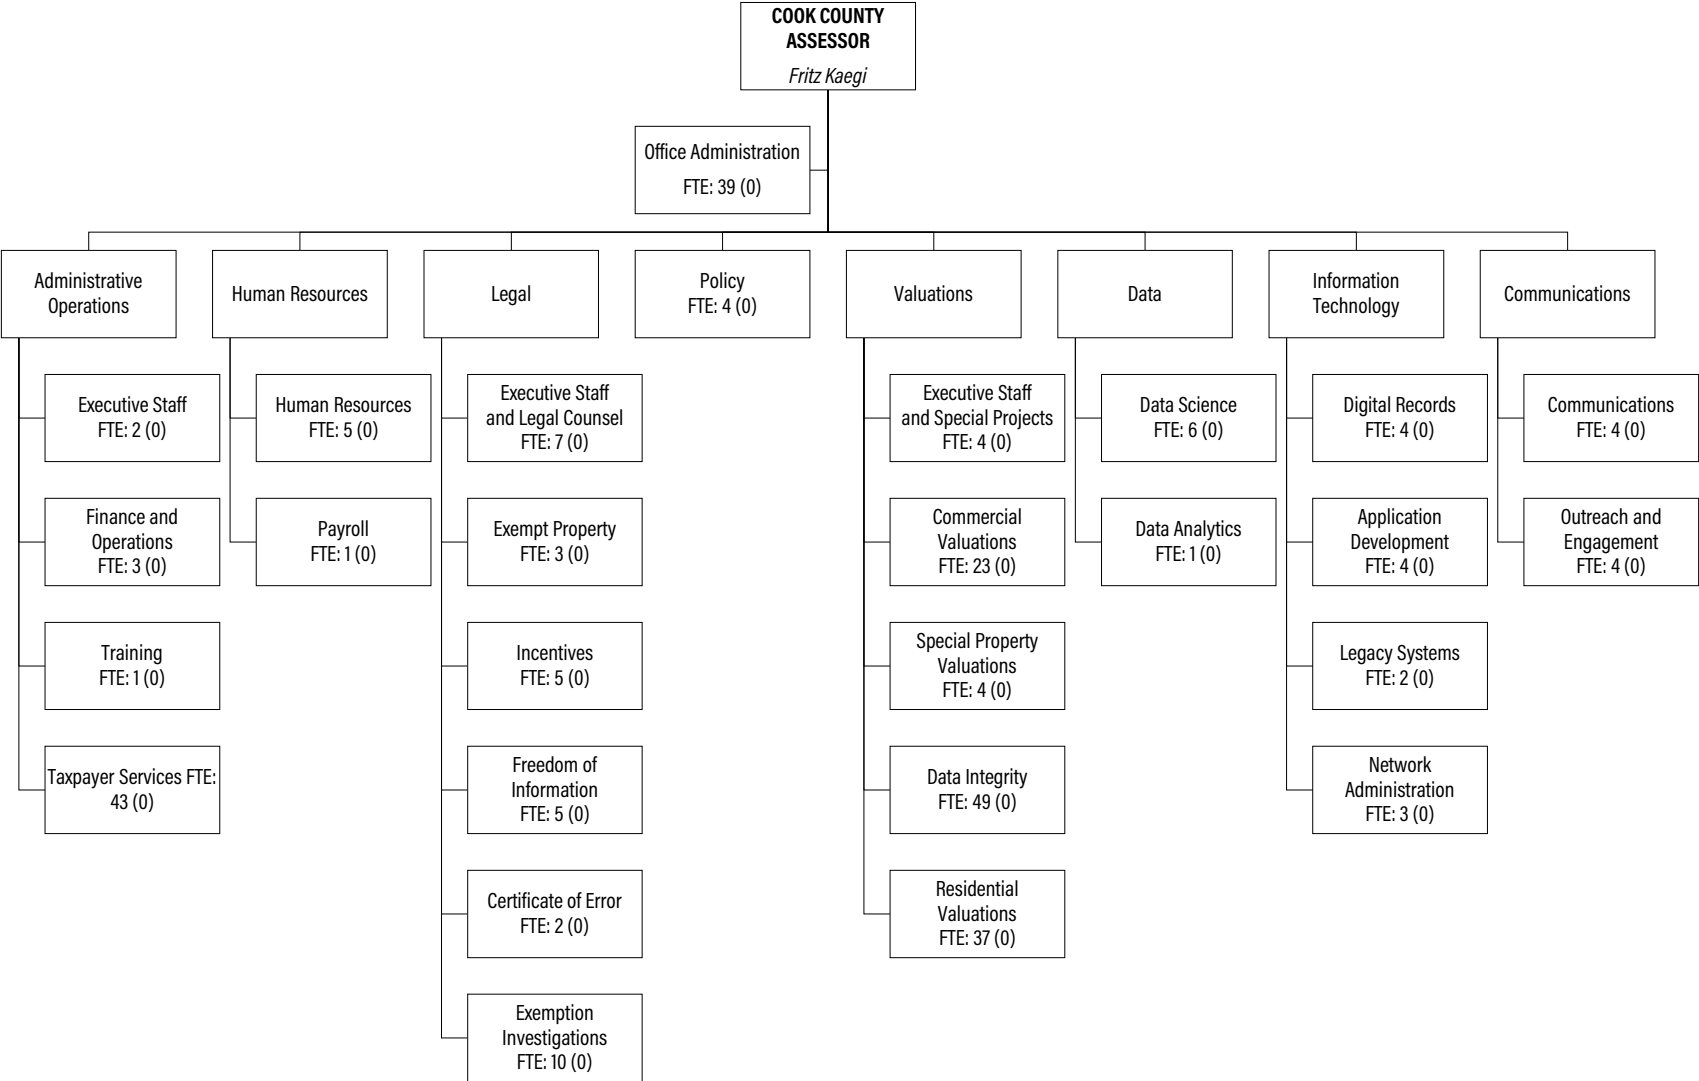 COOK COUNTY
ASSESSOR
Fritz Kaegi
Office Administration
FTE: 39 (0)
Administrative
Operations
Human Resources
Legal
Policy
FTE: 4 (0)
Valuations
Data
Information
Technology
Communications
Executive Staff
FTE: 2 (0)
Human Resources
FTE: 5 (0)
Executive Staff
and Legal Counsel
FTE: 7 (0)
Executive Staff
and Special Projects
FTE: 4 (0)
Data Science
FTE: 6 (0)
Digital Records
FTE: 4 (0)
Communications
FTE: 4 (0)
Finance and
Operations
FTE: 3 (0)
Payroll
FTE: 1 (0)
Exempt Property
FTE: 3 (0)
Commercial
Valuations
FTE: 23 (0)
Data Analytics
FTE: 1 (0)
Application
Development
FTE: 4 (0)
Outreach and
Engagement
FTE: 4 (0)
Training
FTE: 1 (0)
Incentives
FTE: 5 (0)
Special Property
Valuations
FTE: 4 (0)
Legacy Systems
FTE: 2 (0)
Taxpayer Services FTE:
43 (0)
Freedom of
Information
FTE: 5 (0)
Data Integrity
FTE: 49 (0)
Network
Administration
FTE: 3 (0)
Certificate of Error
FTE: 2 (0)
Residential
Valuations
FTE: 37 (0)
Exemption
Investigations
FTE: 10 (0)